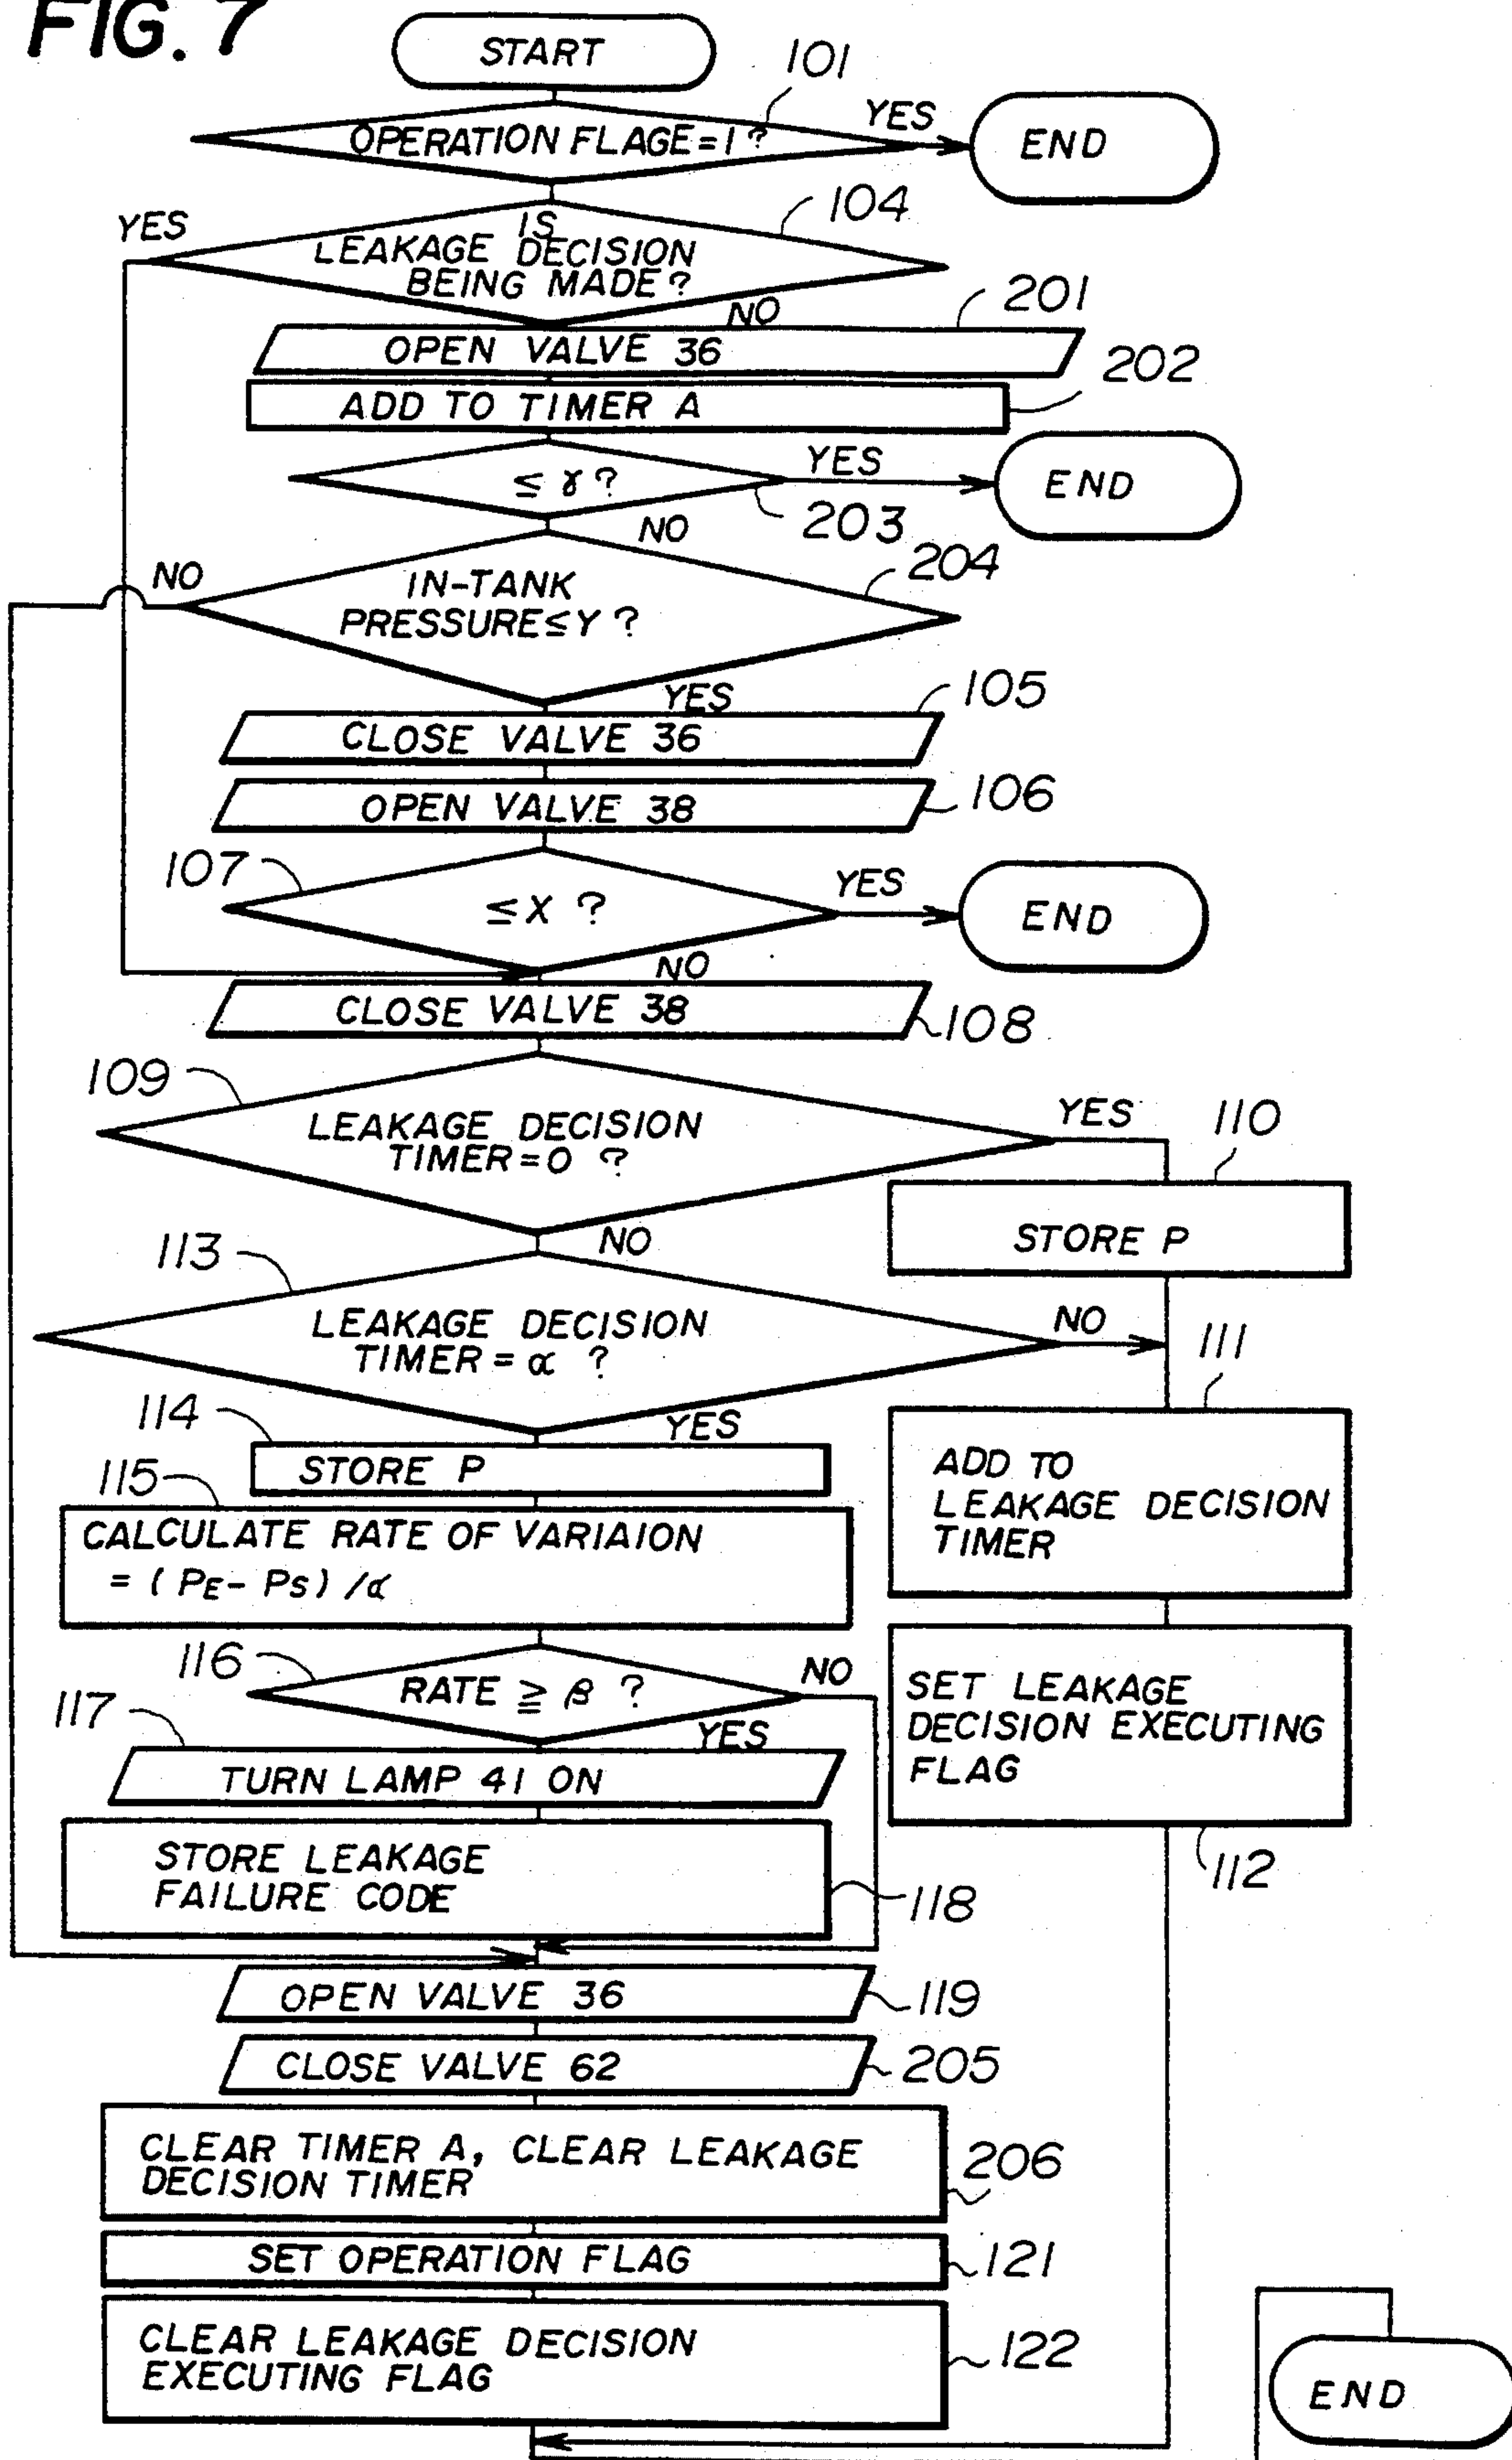 FIG. 7
START
101
OPERATION FLAGE=1?
YES
END
104
YES
IS
LEAKAGE DECISION
BEING MADE?
NO
201
OPEN VALVE 36
202
ADD TO TIMER A
≤ γ ?
YES
END
203
NO
204
NO
IN-TANK
PRESSURE≤Y ?
YES
105
CLOSE VALVE 36
106
OPEN VALVE 38
107
≤X ?
YES
END
NO
CLOSE VALVE 38
108
109
LEAKAGE DECISION
TIMER=0 ?
YES
110
STORE P
NO
113
LEAKAGE DECISION
TIMER = α ?
NO
111
YES
114
STORE P
ADD TO
LEAKAGE DECISION
TIMER
115
CALCULATE RATE OF VARIAION
= ( PE- PS ) /α
116
RATE ≧ β ?
NO
YES
SET LEAKAGE
DECISION EXECUTING
FLAG
112
117
TURN LAMP 41 ON
STORE LEAKAGE
FAILURE CODE
118
OPEN VALVE 36
119
CLOSE VALVE 62
205
CLEAR TIMER A, CLEAR LEAKAGE
DECISION TIMER
206
SET OPERATION FLAG
121
CLEAR LEAKAGE DECISION
EXECUTING FLAG
122
END